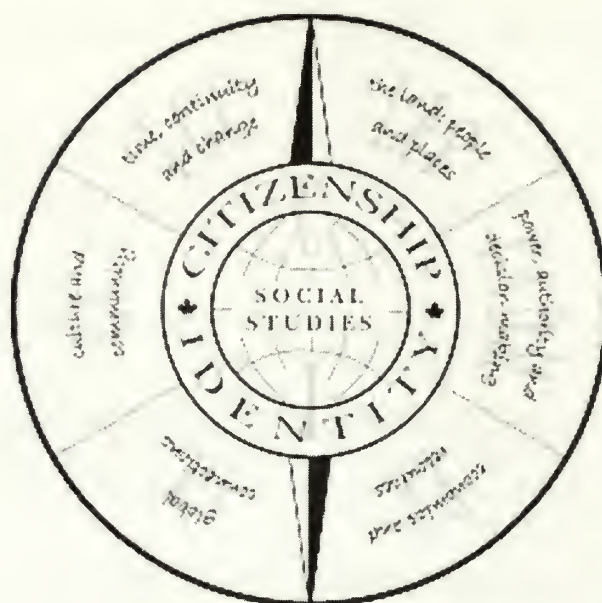 time, continuity
and change
the land: people
and places
power, authority and
decision making
economics and
resources
global
connections
culture and
community
CITIZENSHIP
IDENTITY
SOCIAL
STUDIES